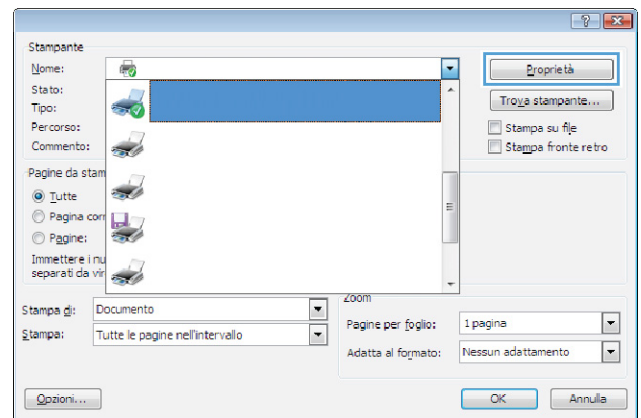 Stampante
Nome:
Proprietà
Stato:
Tipo:
Trova stampante...
Percorso:
Stampa su file
Commento:
Stampa fronte retro
Pagine da stam
Tutte
Pagina corr
Pagine:
Immettere i nu
separati da vir
Zoom
Stampa di: Documento
Pagine per foglio: 1 pagina
Stampa: Tutte le pagine nell'intervallo
Adatta al formato: Nessun adattamento
Opzioni...
OK
Annulla